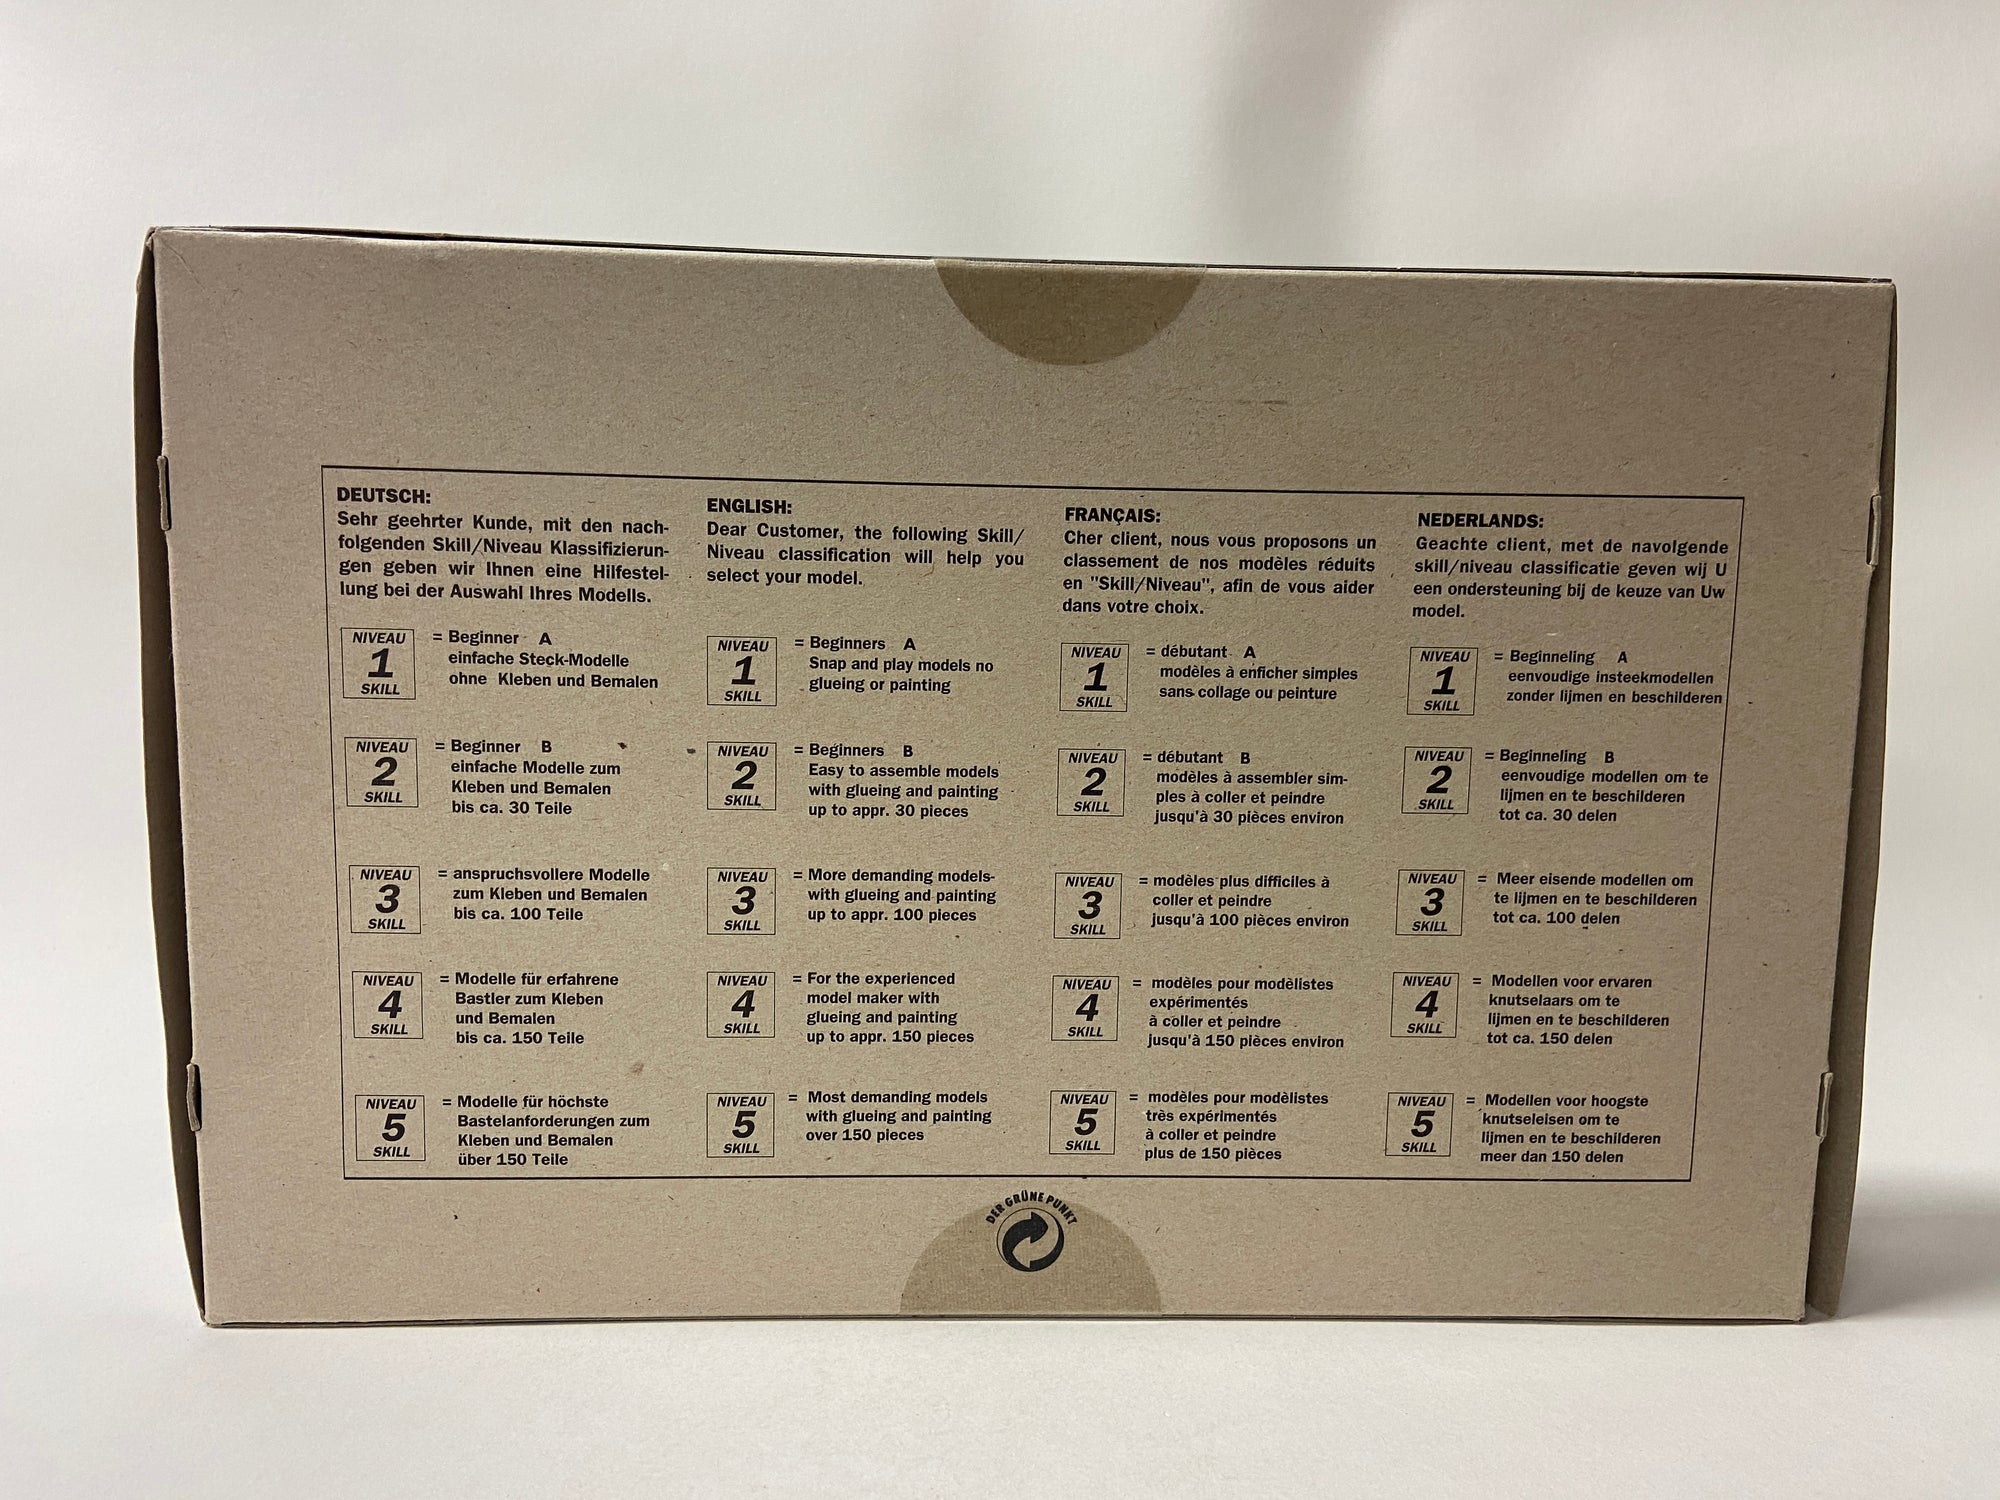 DEUTSCH:
Sehr geehrter Kunde, mit den nach-
folgenden Skill/Niveau Klassifizierun-
gen geben wir Ihnen eine Hilfestel-
lung bei der Auswahl Ihres Modells.
NIVEAU
1
SKILL
= Beginner A
einfache Steck-Modelle
ohne Kleben und Bemalen
NIVEAU
2
SKILL
= Beginner B
einfache Modelle zum
Kleben und Bemalen
bis ca. 30 Teile
NIVEAU
3
SKILL
= anspruchsvollere Modelle
zum Kleben und Bemalen
bis ca. 100 Teile
NIVEAU
4
SKILL
= Modelle für erfahrene
Bastler zum Kleben
und Bemalen
bis ca. 150 Teile
NIVEAU
5
SKILL
= Modelle für höchste
Bastelanforderungen zum
Kleben und Bemalen
über 150 Teile
ENGLISH:
Dear Customer, the following Skill/
Niveau classification will help you
select your model.
NIVEAU
1
SKILL
= Beginners A
Snap and play models no
glueing or painting
NIVEAU
2
SKILL
= Beginners B
Easy to assemble models
with glueing and painting
up to appr. 30 pieces
NIVEAU
3
SKILL
= More demanding models
with glueing and painting
up to appr. 100 pieces
NIVEAU
4
SKILL
= For the experienced
model maker with
glueing and painting
up to appr. 150 pieces
NIVEAU
5
SKILL
= Most demanding models
with glueing and painting
over 150 pieces
FRANÇAIS:
Cher client, nous vous proposons un
classement de nos modèles réduits
en "Skill/Niveau", afin de vous aider
dans votre choix.
NIVEAU
1
SKILL
= débutant A
modèles à enficher simples
sans collage ou peinture
NIVEAU
2
SKILL
= débutant B
modèles à assembler sim-
ples à coller et peindre
jusqu'à 30 pièces environ
NIVEAU
3
SKILL
= modèles plus difficiles à
coller et peindre
jusqu'à 100 pièces environ
NIVEAU
4
SKILL
= modèles pour modèlistes
expérimentés
à coller et peindre
jusqu'à 150 pièces environ
NIVEAU
5
SKILL
= modèles pour modèlistes
très expérimentés
à coller et peindre
plus de 150 pièces
NEDERLANDS:
Geachte client, met de navolgende
skill/niveau classificatie geven wij U
een ondersteuning bij de keuze van Uw
model.
NIVEAU
1
SKILL
= Beginneling A
eenvoudige insteekmodellen
zonder lijmen en beschilderen
NIVEAU
2
SKILL
= Beginneling B
eenvoudige modellen om te
lijmen en te beschilderen
tot ca. 30 delen
NIVEAU
3
SKILL
= Meer eisende modellen om
te lijmen en te beschilderen
tot ca. 100 delen
NIVEAU
4
SKILL
= Modellen voor ervaren
knutselaars om te
lijmen en te beschilderen
tot ca. 150 delen
NIVEAU
5
SKILL
= Modellen voor hoogste
knutseleisen om te
lijmen en te beschilderen
meer dan 150 delen
DER GRÜNE PUNKT